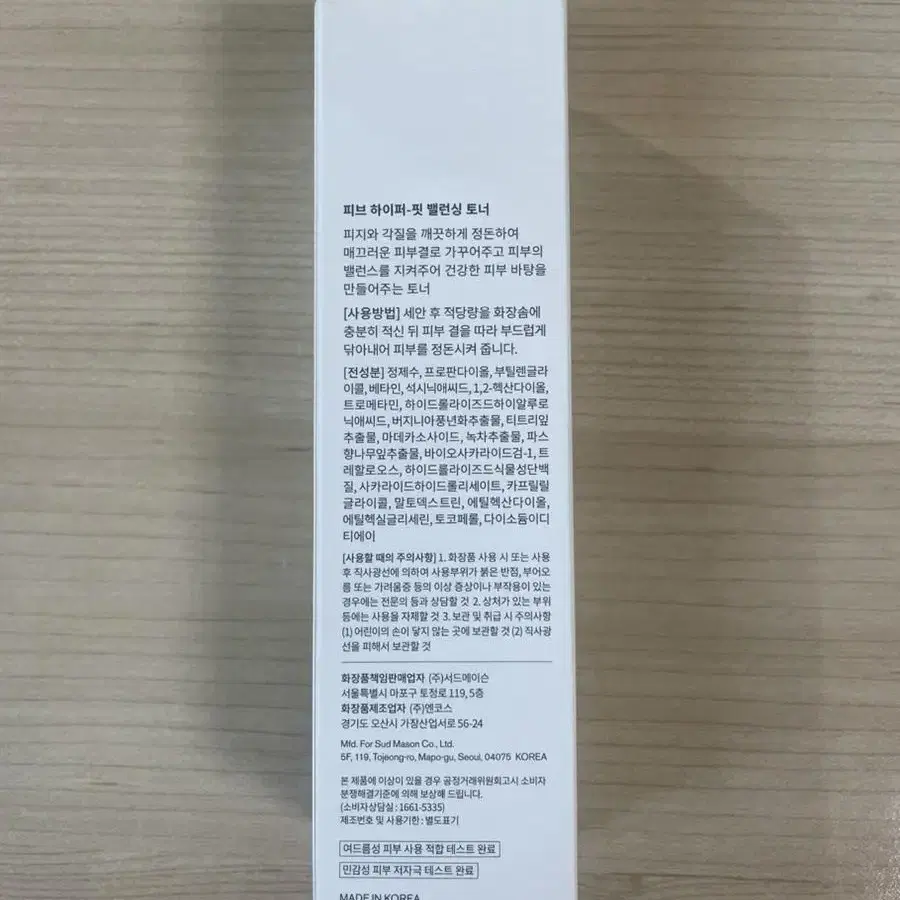 피브 하이퍼-핏 밸런싱 토너
피지와 각질을 깨끗하게 정돈하여
매끄러운 피부결로 가꾸어주고 피부의
밸런스를 지켜주어 건강한 피부 바탕을
만들어주는 토너
[사용방법] 세안 후 적당량을 화장솜에
충분히 적신 뒤 피부 결을 따라 부드럽게
닦아내어 피부를 정돈시켜 줍니다.
[전성분] 정제수, 프로판다이올, 부틸렌글라
이콜, 베타인, 석시닉애씨드, 1,2-헥산다이올,
트로메타민, 하이드롤라이즈드하이알루로
닉애씨드, 버지니아풍년화추출물, 티트리잎
추출물, 마데카소사이드, 녹차추출물, 파스
향나무잎추출물, 바이오사카라이드검-1, 트
레할로오스, 하이드롤라이즈드식물성단백
질, 사카라이드하이드롤리세이트, 카프릴릴
글라이콜, 말토덱스트린, 에틸헥산다이올,
에틸헥실글리세린, 토코페롤, 다이소듐이디
티에이
[사용할 때의 주의사항] 1. 화장품 사용 시 또는 사용
후 직사광선에 의하여 사용부위가 붉은 반점, 부어오
름 또는 가려움증 등의 이상 증상이나 부작용이 있는
경우에는 전문의 등과 상담할 것 2. 상처가 있는 부위
등에는 사용을 자제할 것 3. 보관 및 취급 시 주의사항
(1) 어린이의 손이 닿지 않는 곳에 보관할 것 (2) 직사광
선을 피해서 보관할 것
화장품책임판매업자 (주)서드메이슨
서울특별시 마포구 토정로 119, 5층
화장품제조업자 (주)엔코스
경기도 오산시 가장산업서로 56-24
Mfd. For Sud Mason Co., Ltd.
5F, 119, Tojeong-ro, Mapo-gu, Seoul, 04075 KOREA
본 제품에 이상이 있을 경우 공정거래위원회고시 소비자
분쟁해결기준에 의해 보상해 드립니다.
(소비자상담실 : 1661-5335)
제조번호 및 사용기한 : 별도표기
여드름성 피부 사용 적합 테스트 완료
민감성 피부 저자극 테스트 완료
MADE IN KOREA